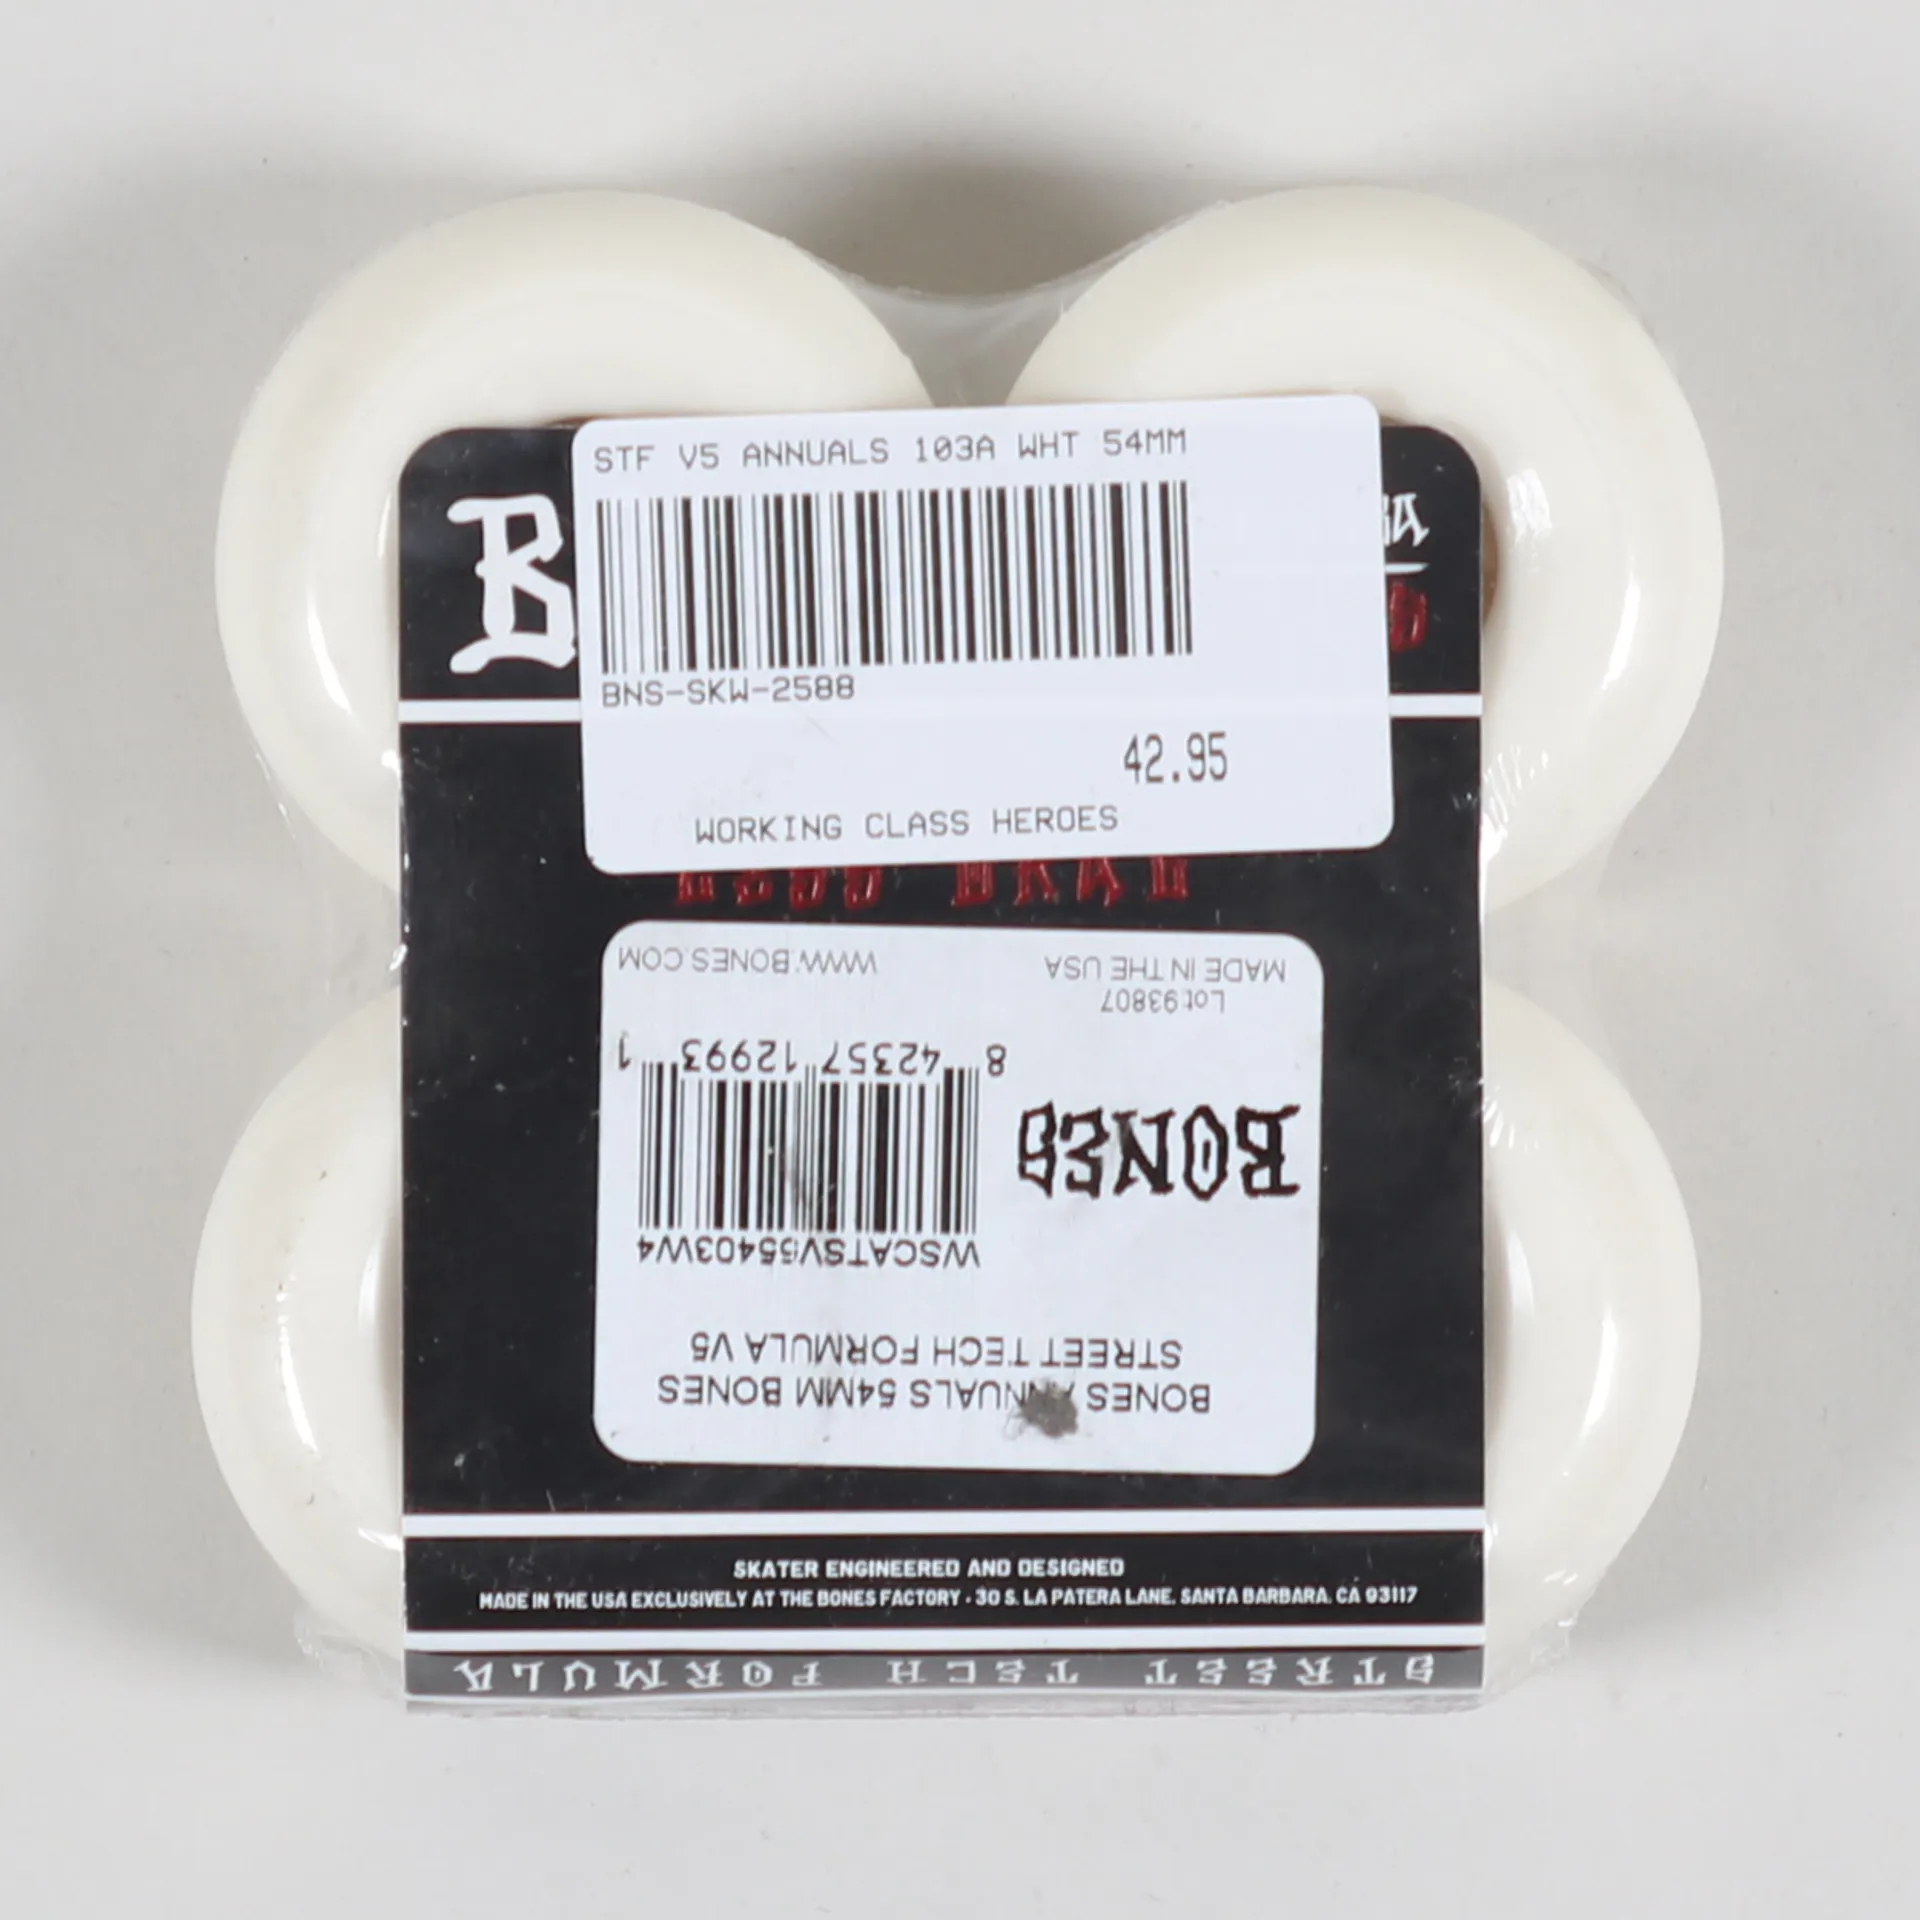 STF V5 ANNUALS 103A WHT 54MM
BNS-SKW-2588
42.95
WORKING CLASS HEROES
BONES ANNUALS 54MM BONES
STREET TECH FORMULA V5
WSCATSV55403W4
BONES
8 42357 12993 1
Lot 93807
MADE IN THE USA WWW.BONES.COM
SKATER ENGINEERED AND DESIGNED
MADE IN THE USA EXCLUSIVELY AT THE BONES FACTORY · 30 S. LA PATERA LANE, SANTA BARBARA, CA 93117
STREET TECH FORMULA